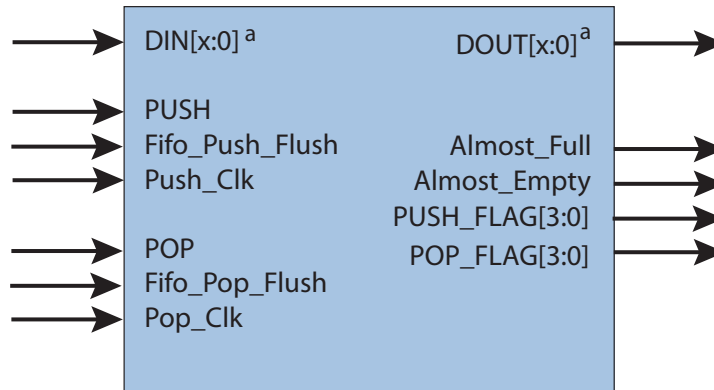 DIN[x:0] a
DOUT[x:0] a
PUSH
Fifo_Push_Flush
Almost_Full
Push_Clk
Almost_Empty
PUSH_FLAG[3:0]
POP
POP_FLAG[3:0]
Fifo_Pop_Flush
Pop_Clk